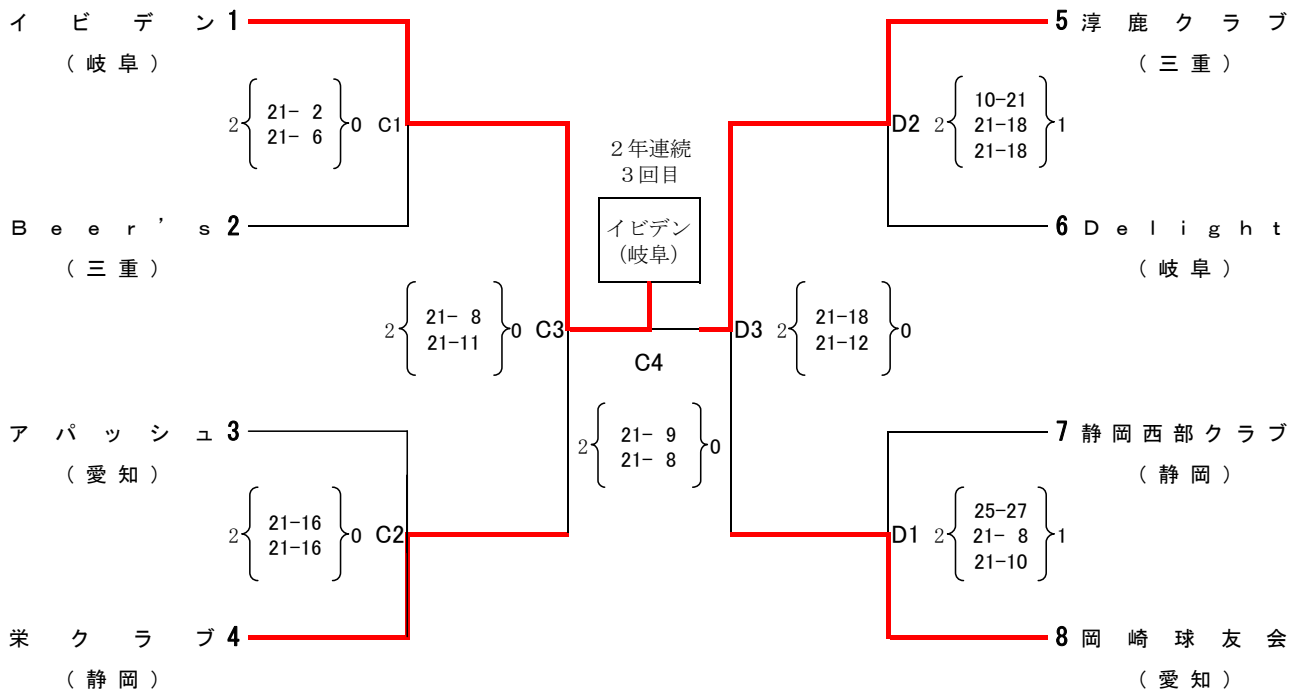 イビデン 1
（岐阜）
2 21- 2 0 C1
21- 6
Beer's 2
（三重）
2 21- 8 0 C3
21-11
アパッシュ 3
（愛知）
2 21-16 0 C2
21-16
栄クラブ 4
（静岡）
２年連続
３回目
イビデン
(岐阜)
C4
2 21- 9 0
21- 8
5 淳鹿クラブ
（三重）
D2 2 10-21 1
21-18
21-18
6 Delight
（岐阜）
D3 2 21-18 0
21-12
7 静岡西部クラブ
（静岡）
D1 2 25-27 1
21- 8
21-10
8 岡崎球友会
（愛知）